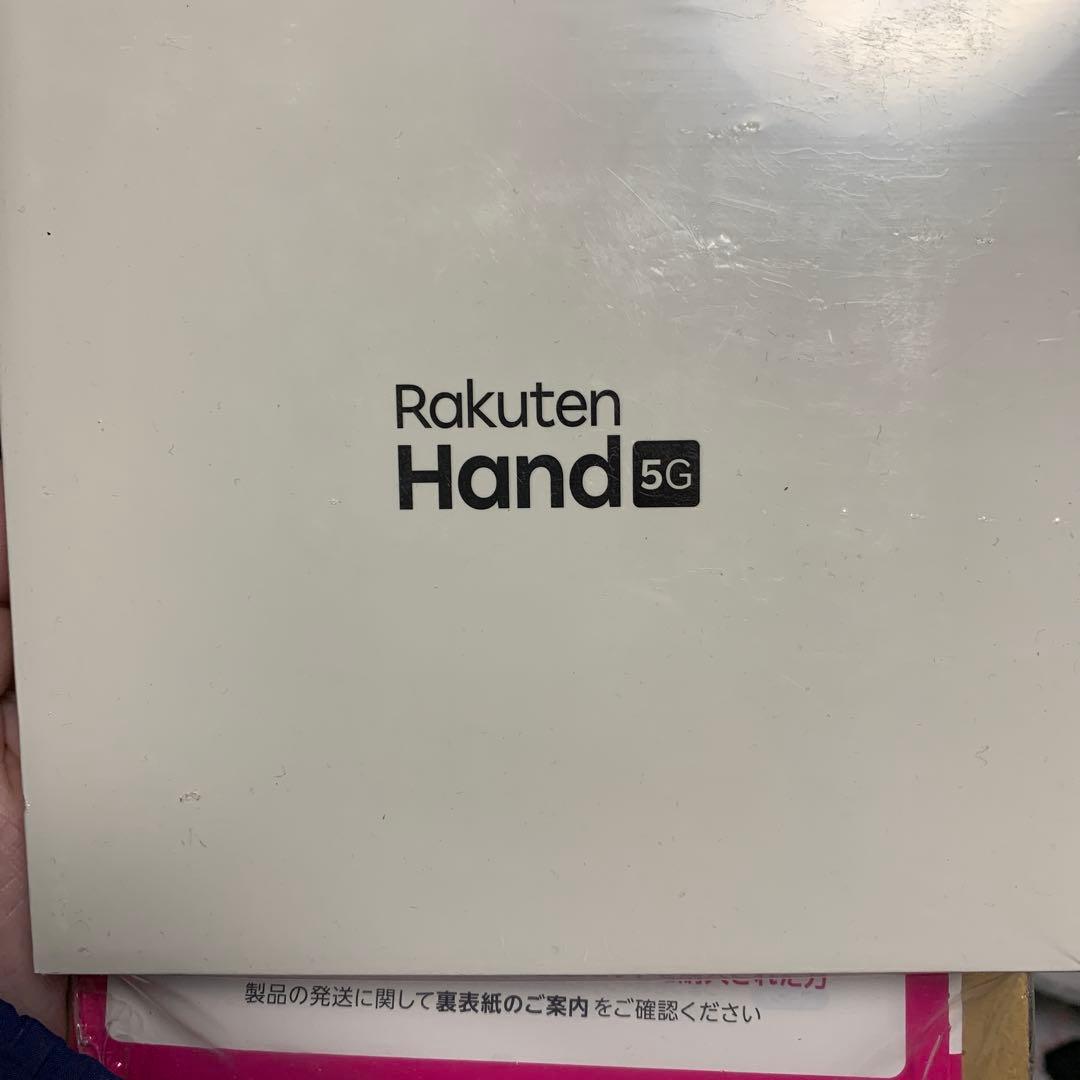 Rakuten
Hand 5G
製品の発送に関して裏表紙のご案内をご確認ください